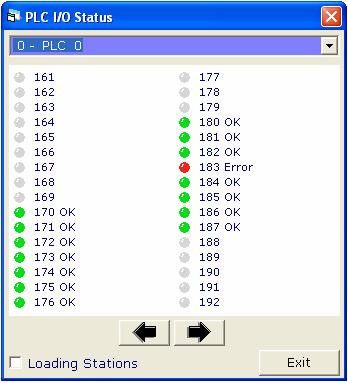 PLC I/O Status
0 - PLC 0
161
162
163
164
165
166
167
168
169
170 OK
171 OK
172 OK
173 OK
174 OK
175 OK
176 OK
177
178
179
180 OK
181 OK
182 OK
183 Error
184 OK
185 OK
186 OK
187 OK
188
189
190
191
192
Loading Stations
Exit